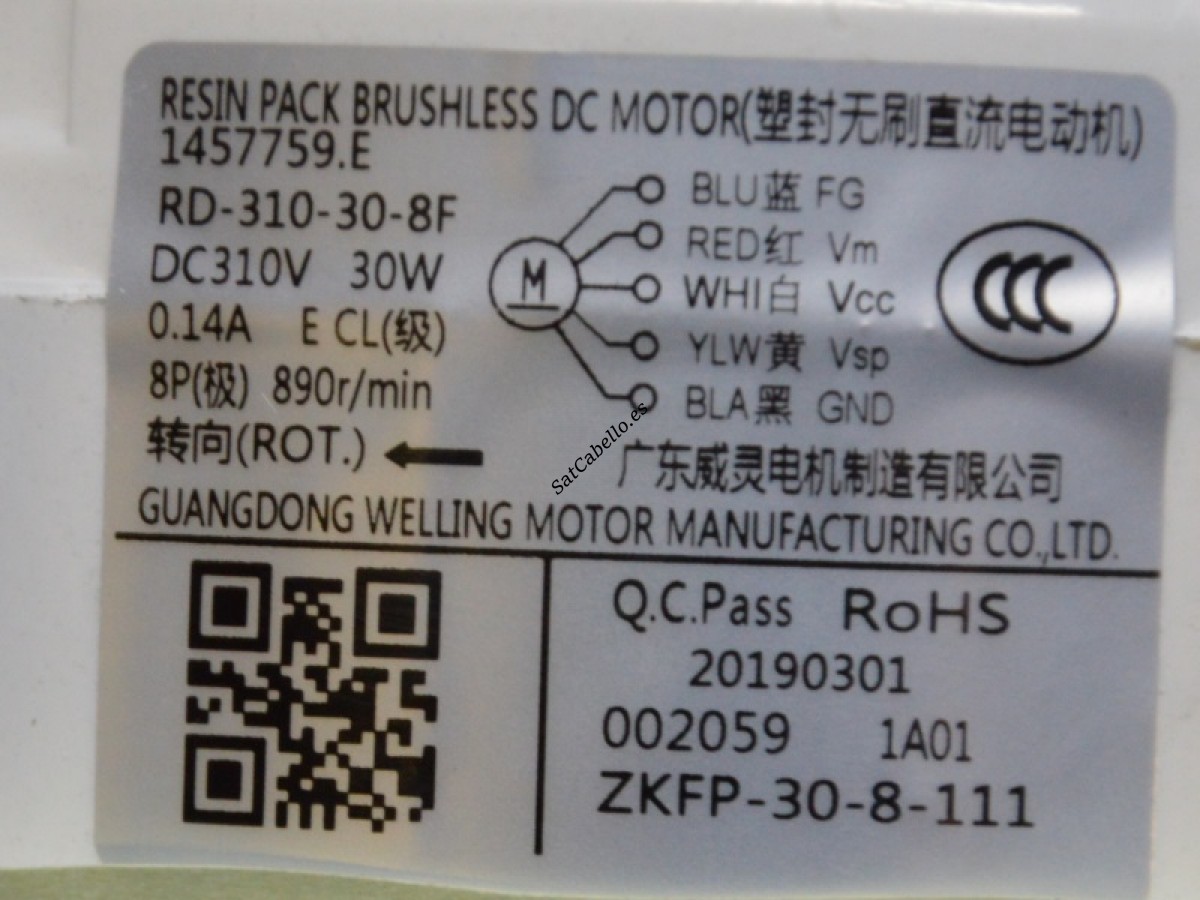 RESIN PACK BRUSHLESS DC MOTOR(塑封无刷直流电动机)
1457759.E
RD-310-30-8F
DC310V 30W
0.14A E CL(级)
8P(极) 890r/min
转向(ROT.)
M
BLU蓝 FG
RED红 Vm
WHI白 Vcc
YLW黄 Vsp
BLA黑 GND
CCC
SatCabello.es
广东威灵电机制造有限公司
GUANGDONG WELLING MOTOR MANUFACTURING CO.,LTD.
Q.C.Pass RoHS
20190301
002059 1A01
ZKFP-30-8-111